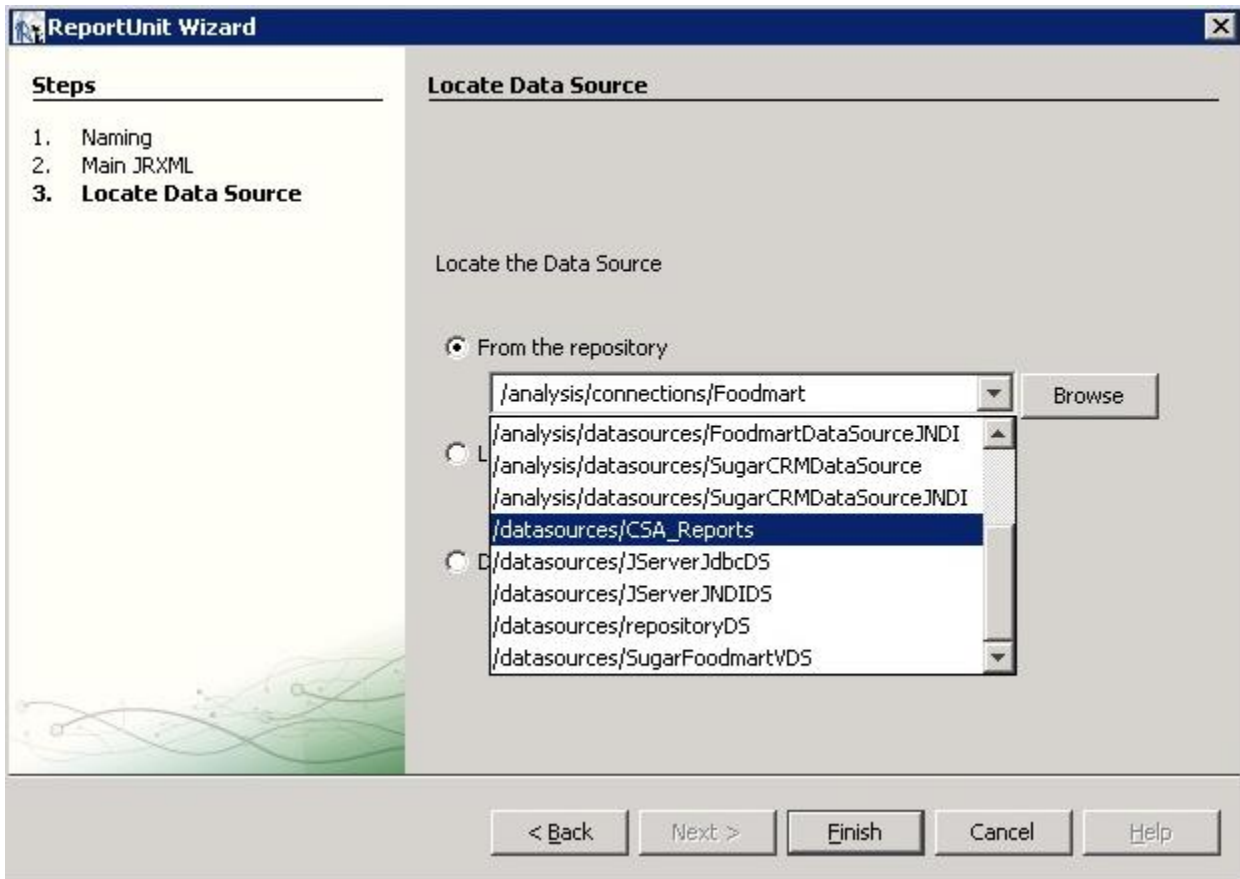 ReportUnit Wizard
Steps
1. Naming
2. Main JRXML
3. Locate Data Source
Locate Data Source
Locate the Data Source
From the repository
/analysis/connections/Foodmart
Browse
/analysis/datasources/FoodmartDataSourceJNDI
L
/analysis/datasources/SugarCRMDataSource
/analysis/datasources/SugarCRMDataSourceJNDI
/datasources/CSA_Reports
D
/datasources/JServerJdbcDS
/datasources/JServerJNDIDS
/datasources/repositoryDS
/datasources/SugarFoodmartVDS
< Back
Next >
Finish
Cancel
Help